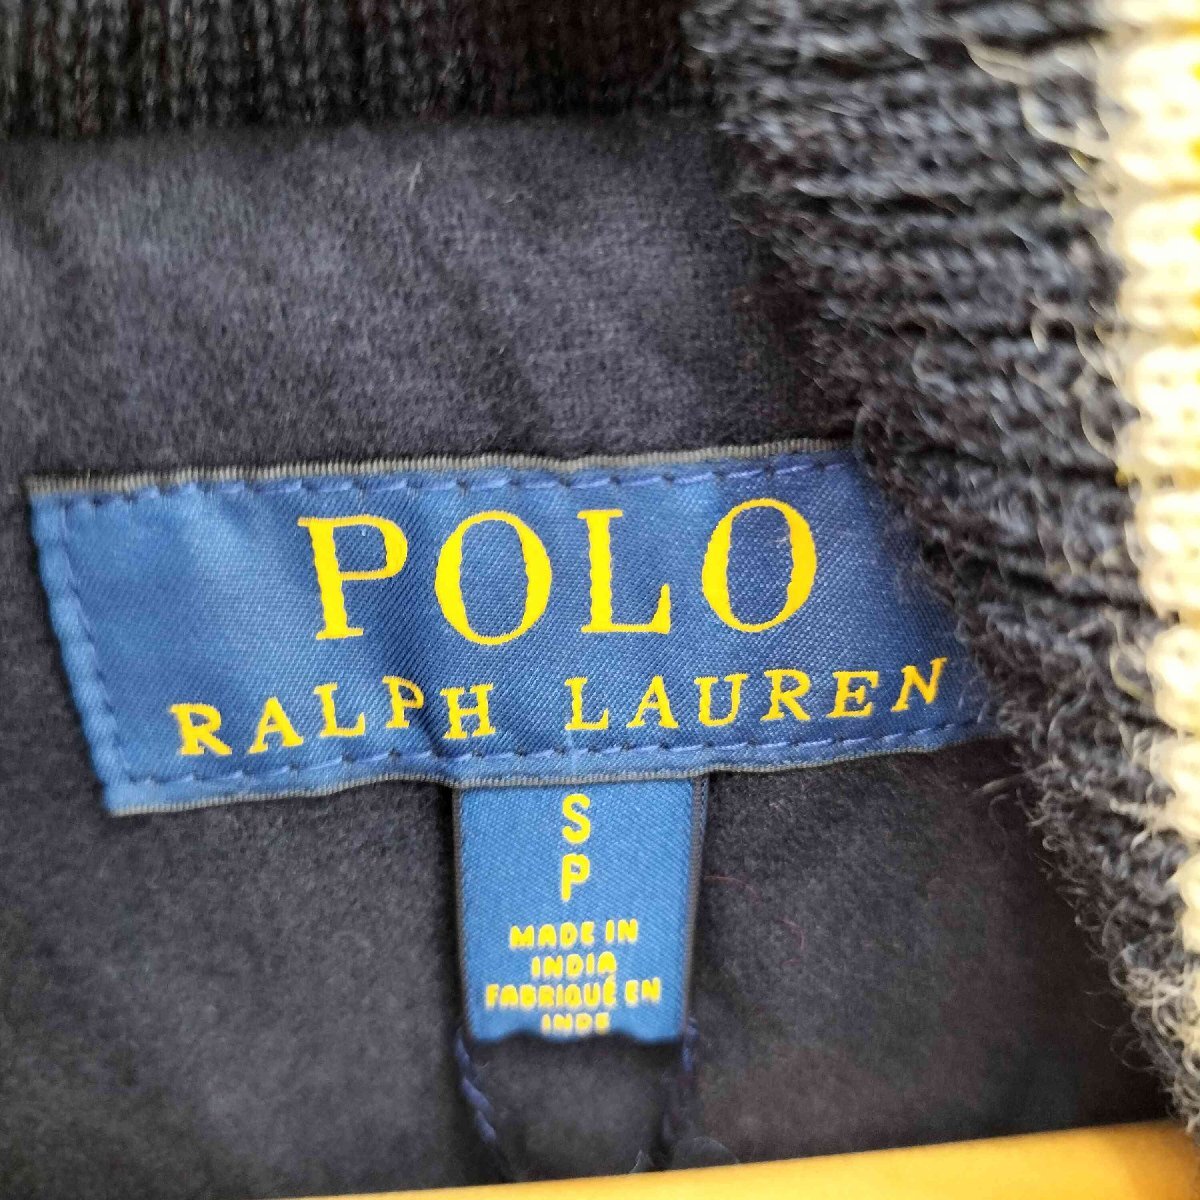 POLO
RALPH LAUREN
S
P
MADE IN
INDIA
FABRIQUÉ EN
INDE